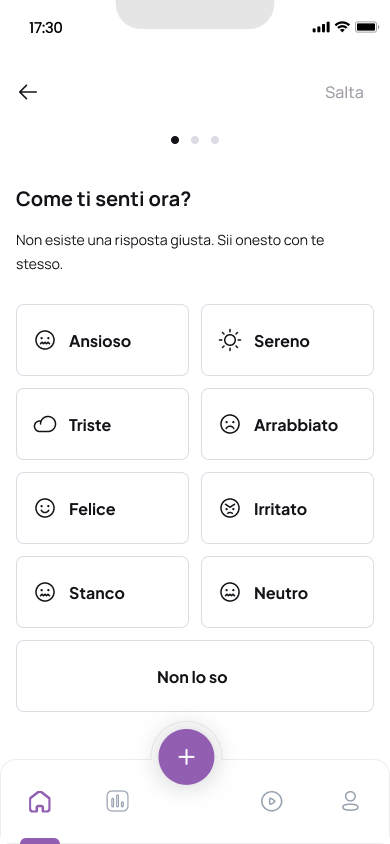 17:30
Salta
Come ti senti ora?
Non esiste una risposta giusta. Sii onesto con te
stesso.
Ansioso
Sereno
Triste
Arrabbiato
Felice
Irritato
Stanco
Neutro
Non lo so